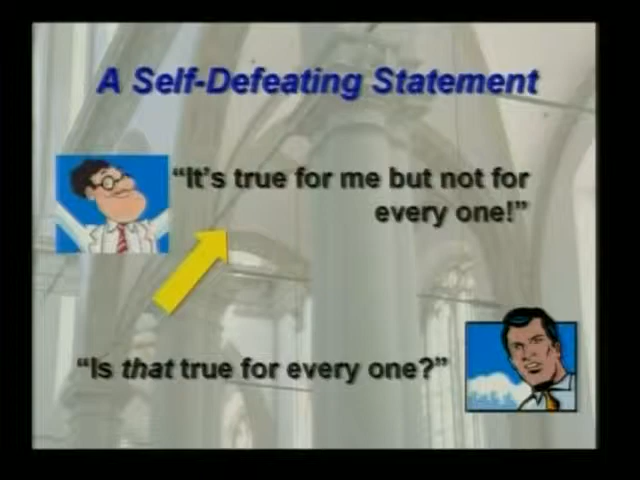 A Self-Defeating Statement
“It’s true for me but not for
every one!”
“Is that true for every one?”